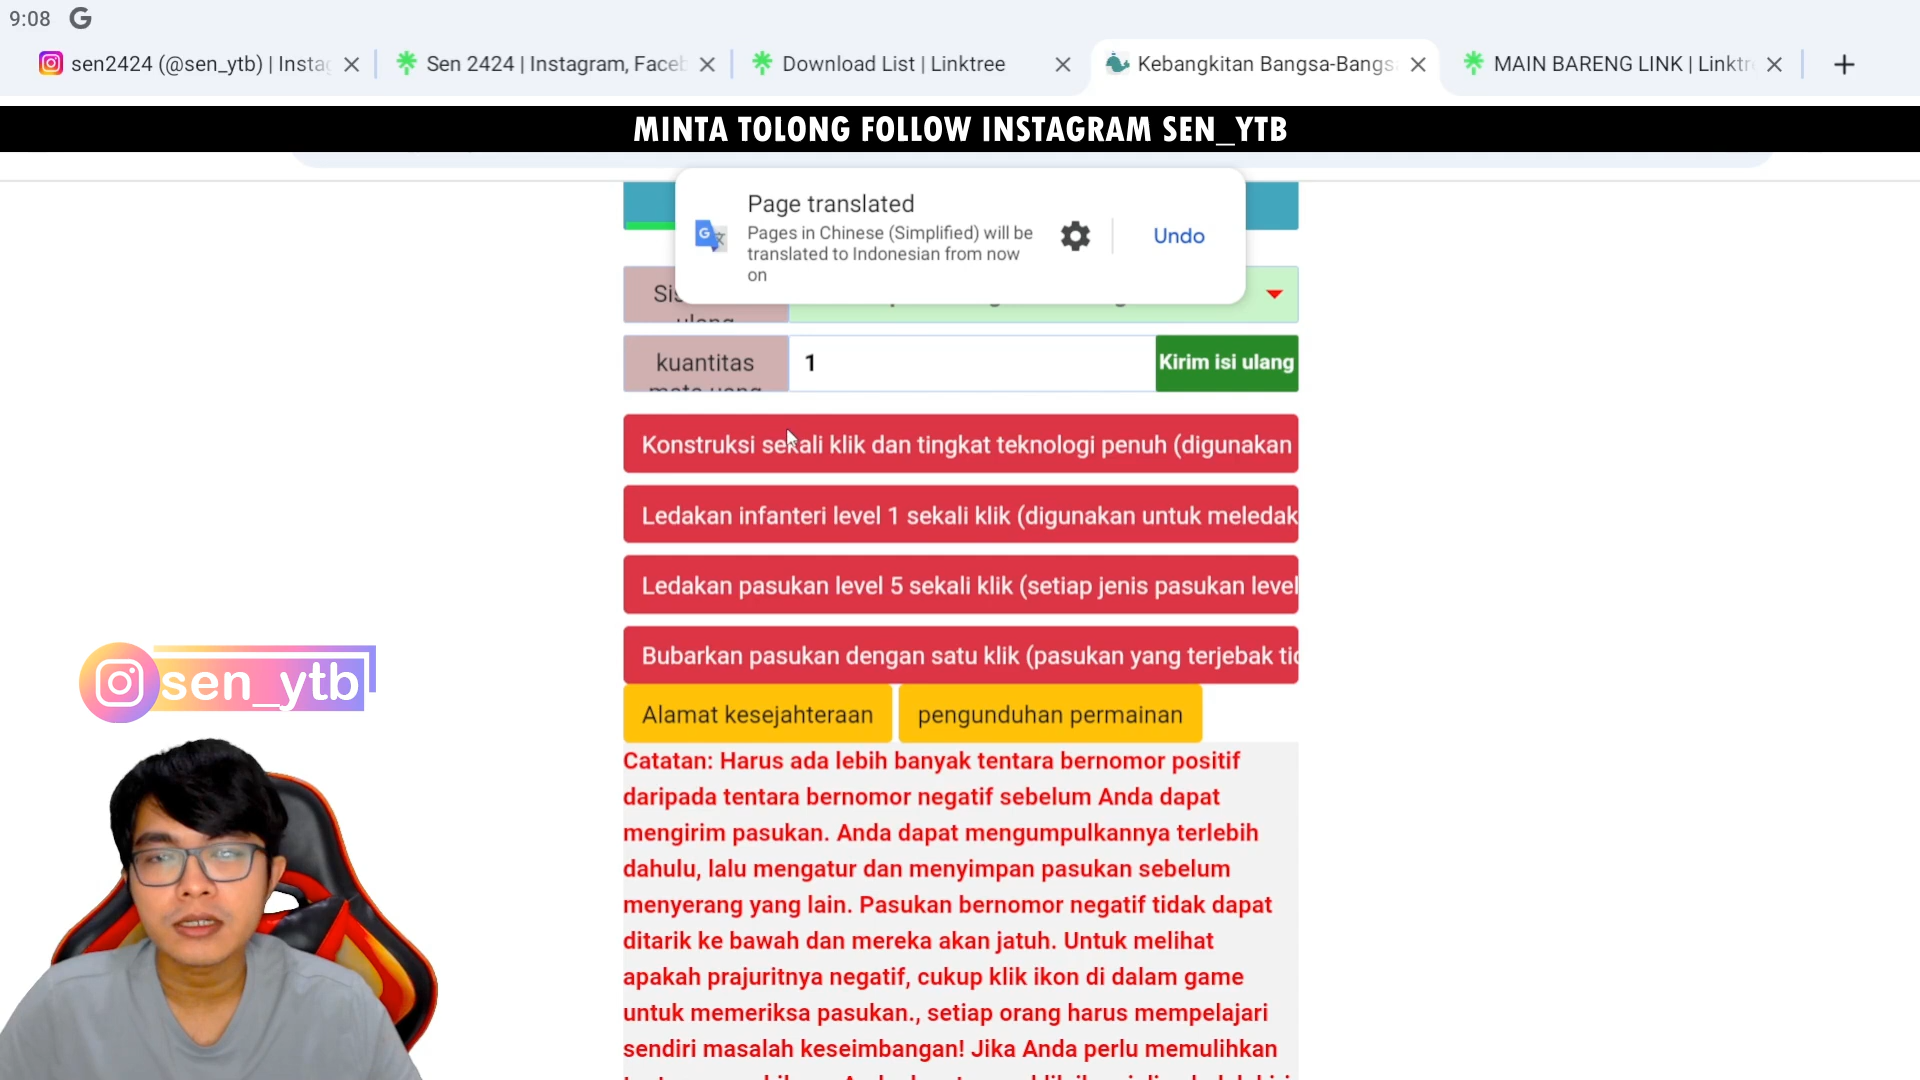 9:08
sen2424 (@sen_ytb) | Insta
Sen 2424 | Instagram, Faceb
Download List | Linktree
Kebangkitan Bangsa-Bangs
MAIN BARENG LINK | Linktr
MINTA TOLONG FOLLOW INSTAGRAM SEN_YTB
Page translated
Pages in Chinese (Simplified) will be
translated to Indonesian from now
on
Undo
kuantitas
1
Kirim isi ulang
Konstruksi sekali klik dan tingkat teknologi penuh (digunakan
Ledakan infanteri level 1 sekali klik (digunakan untuk meledak
Ledakan pasukan level 5 sekali klik (setiap jenis pasukan level
Bubarkan pasukan dengan satu klik (pasukan yang terjebak tid
Alamat kesejahteraan
pengunduhan permainan
Catatan: Harus ada lebih banyak tentara bernomor positif
daripada tentara bernomor negatif sebelum Anda dapat
mengirim pasukan. Anda dapat mengumpulkannya terlebih
dahulu, lalu mengatur dan menyimpan pasukan sebelum
menyerang yang lain. Pasukan bernomor negatif tidak dapat
ditarik ke bawah dan mereka akan jatuh. Untuk melihat
apakah prajuritnya negatif, cukup klik ikon di dalam game
untuk memeriksa pasukan., setiap orang harus mempelajari
sendiri masalah keseimbangan! Jika Anda perlu memulihkan
sen_ytb